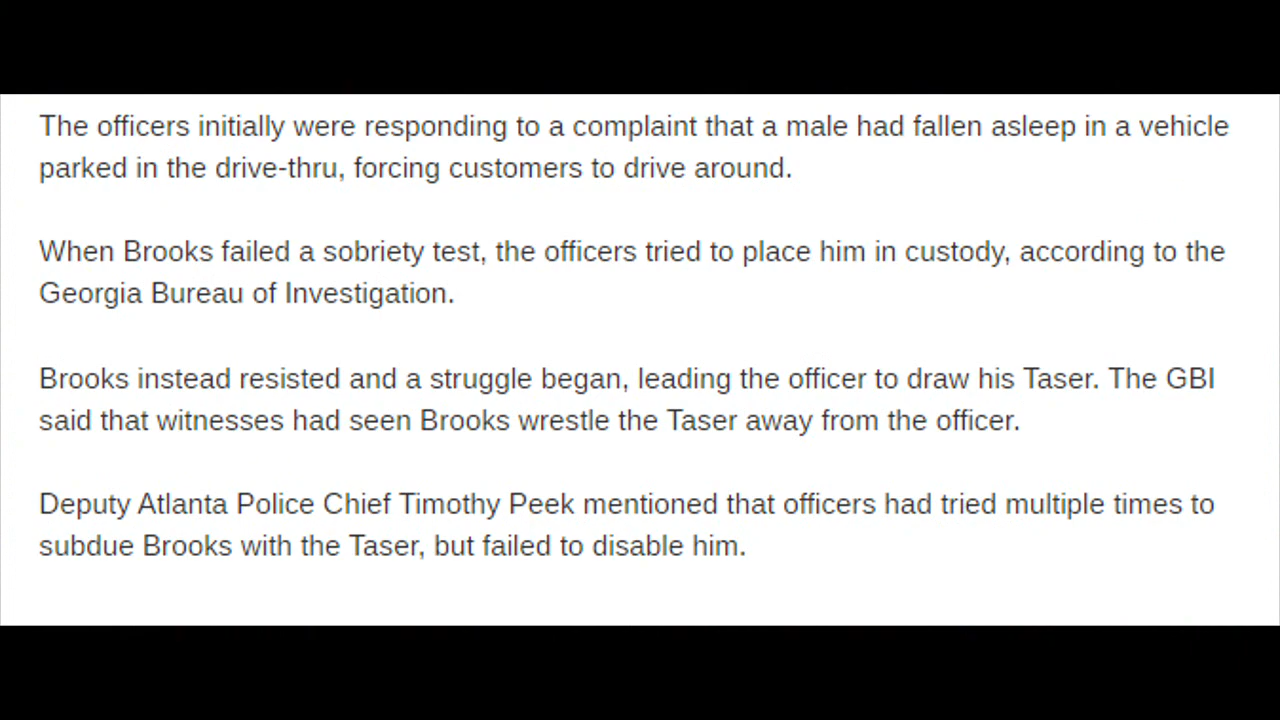 The officers initially were responding to a complaint that a male had fallen asleep in a vehicle
parked in the drive-thru, forcing customers to drive around.
When Brooks failed a sobriety test, the officers tried to place him in custody, according to the
Georgia Bureau of Investigation.
Brooks instead resisted and a struggle began, leading the officer to draw his Taser. The GBI
said that witnesses had seen Brooks wrestle the Taser away from the officer.
Deputy Atlanta Police Chief Timothy Peek mentioned that officers had tried multiple times to
subdue Brooks with the Taser, but failed to disable him.